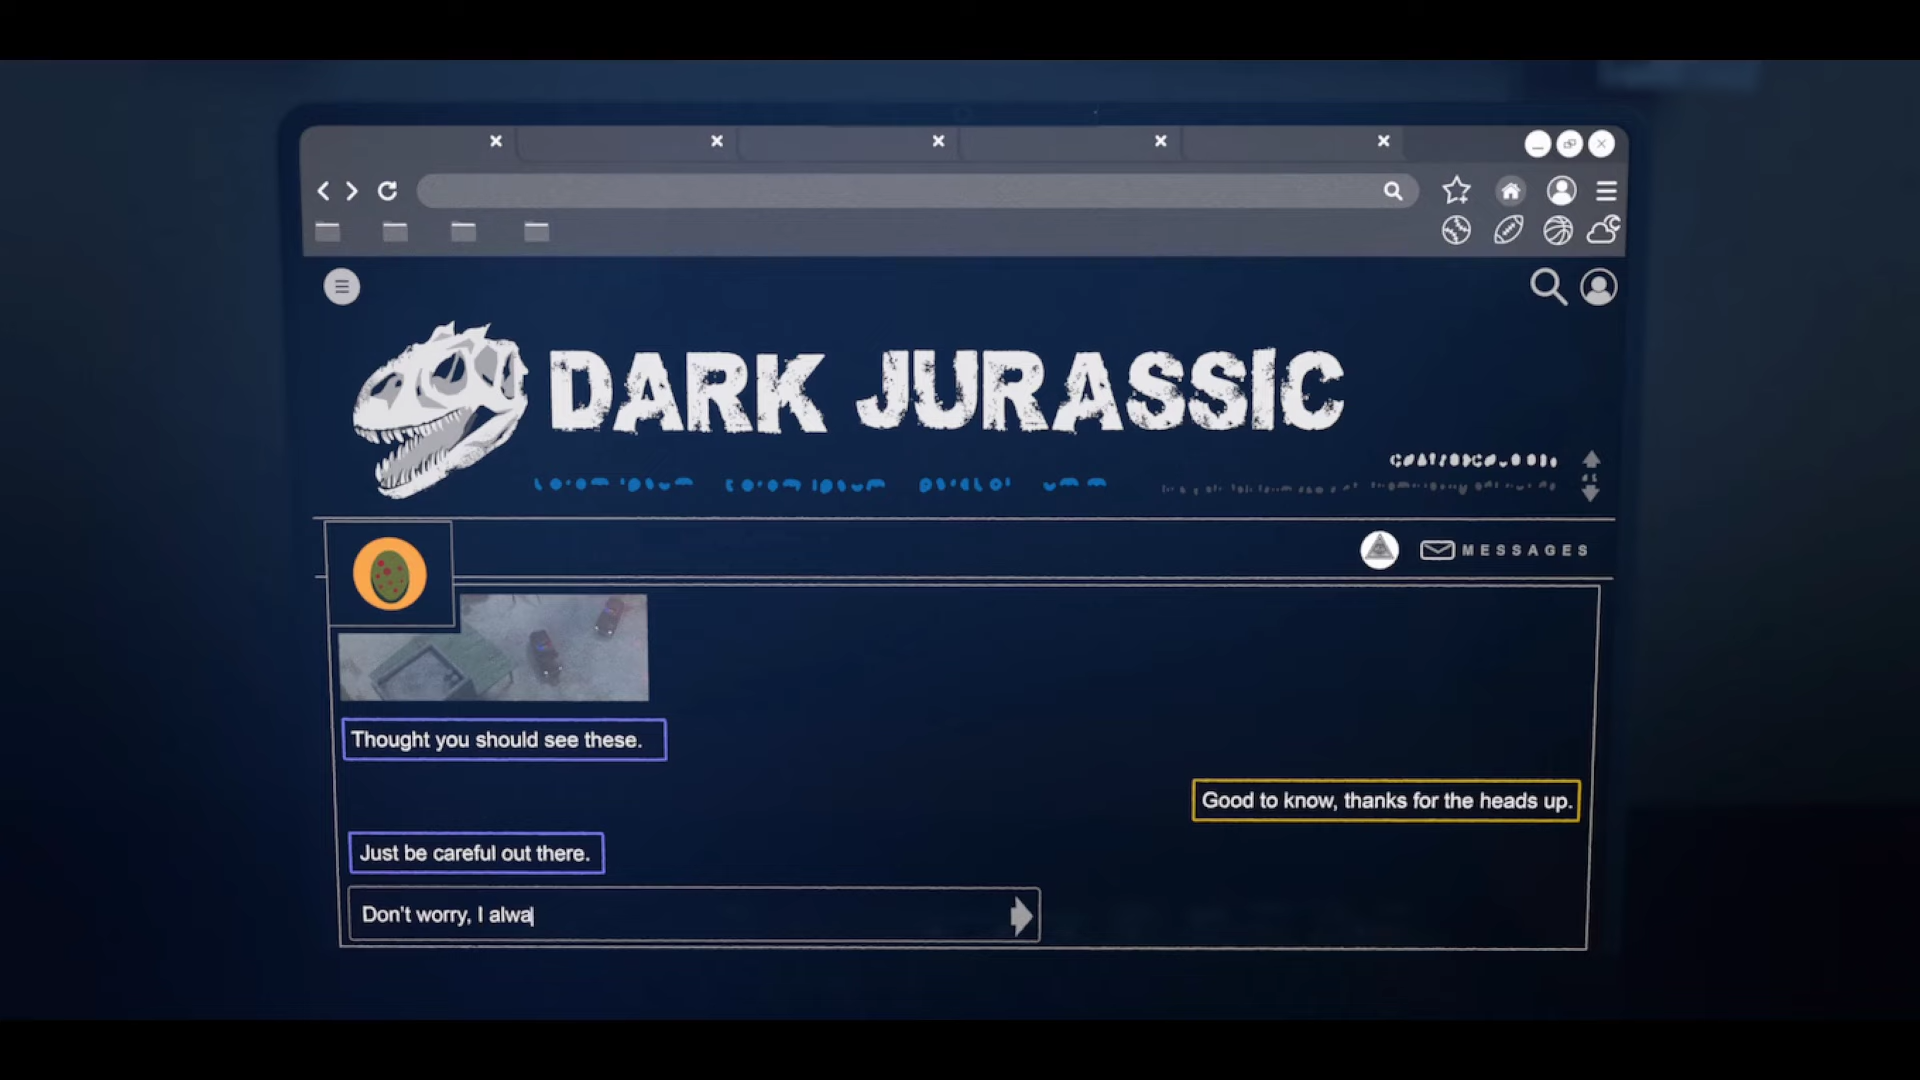 DARK JURASSIC
MESSAGES
Thought you should see these.
Good to know, thanks for the heads up.
Just be careful out there.
Don't worry, I alwa